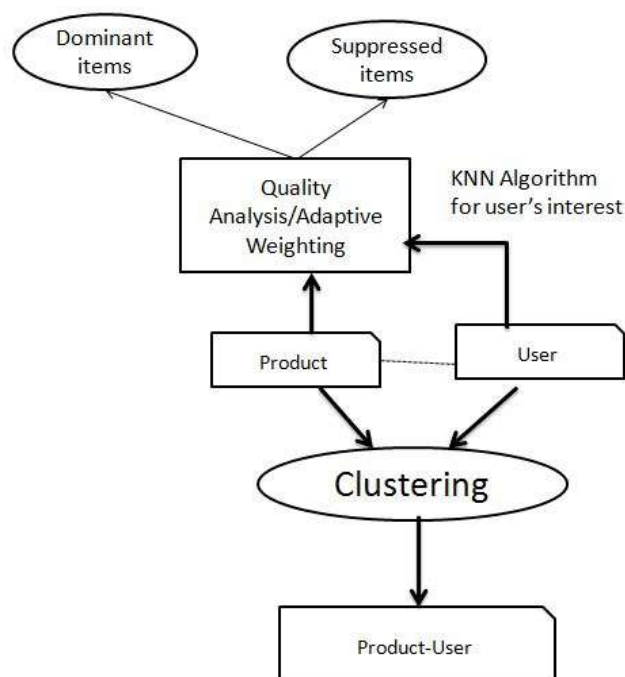 Dominant
items
Suppressed
items
Quality
Analysis/Adaptive
Weighting
KNN Algorithm
for user's interest
Product
User
Clustering
Product-User